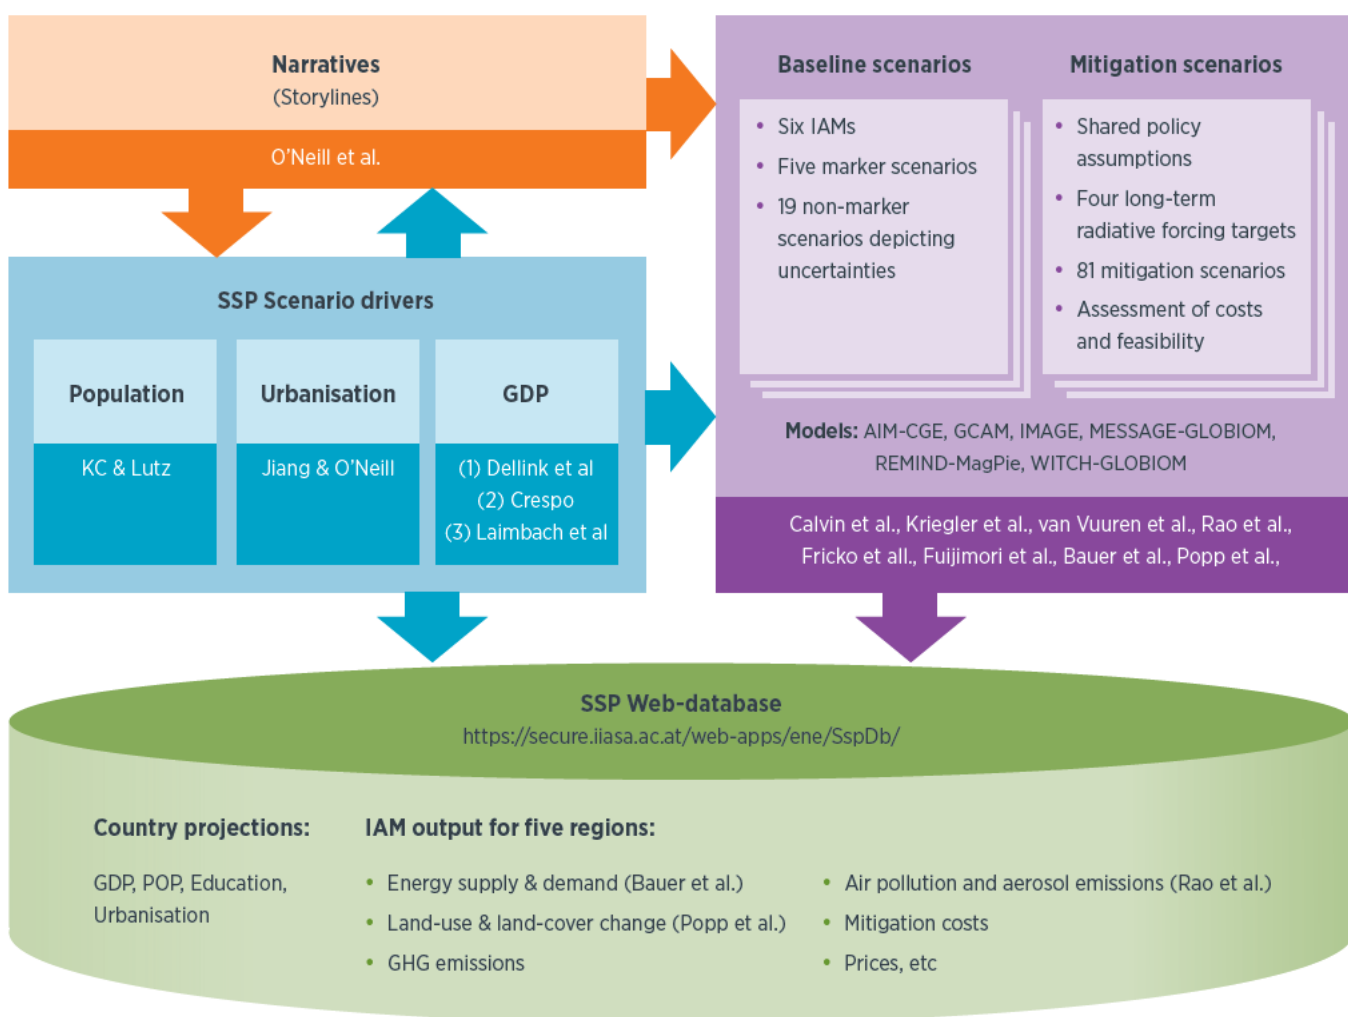 Narratives
(Storylines)
O'Neill et al.
SSP Scenario drivers
Population
KC & Lutz
Urbanisation
Jiang & O'Neill
GDP
(1) Dellink et al
(2) Crespo
(3) Laimbach et al
Baseline scenarios
• Six IAMs
• Five marker scenarios
• 19 non-marker
scenarios depicting
uncertainties
Mitigation scenarios
• Shared policy
assumptions
• Four long-term
radiative forcing targets
• 81 mitigation scenarios
• Assessment of costs
and feasibility
Models: AIM-CGE, GCAM, IMAGE, MESSAGE-GLOBIOM,
REMIND-MagPie, WITCH-GLOBIOM
Calvin et al., Kriegler et al., van Vuuren et al., Rao et al.,
Fricko et all., Fuijimori et al., Bauer et al., Popp et al.,
SSP Web-database
https://secure.iiasa.ac.at/web-apps/ene/SspDb/
Country projections:
GDP, POP, Education,
Urbanisation
IAM output for five regions:
• Energy supply & demand (Bauer et al.)
• Land-use & land-cover change (Popp et al.)
• GHG emissions
• Air pollution and aerosol emissions (Rao et al.)
• Mitigation costs
• Prices, etc